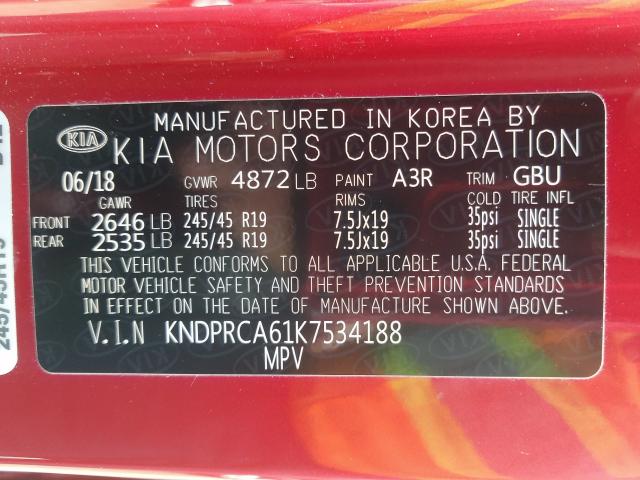 MANUFACTURED IN KOREA BY
KIA KIA MOTORS CORPORATION
06/18 GVWR 4872 LB PAINT A3R TRIM GBU
GAWR TIRES RIMS COLD TIRE INFL
FRONT 2646 LB 245/45 R19 7.5Jx19 35psi SINGLE
REAR 2535 LB 245/45 R19 7.5Jx19 35psi SINGLE
THIS VEHICLE CONFORMS TO ALL APPLICABLE U.S.A. FEDERAL
MOTOR VEHICLE SAFETY AND THEFT PREVENTION STANDARDS
IN EFFECT ON THE DATE OF MANUFACTURE SHOWN ABOVE.
V.I.N KNDPRCA61K7534188
MPV
245/45R19